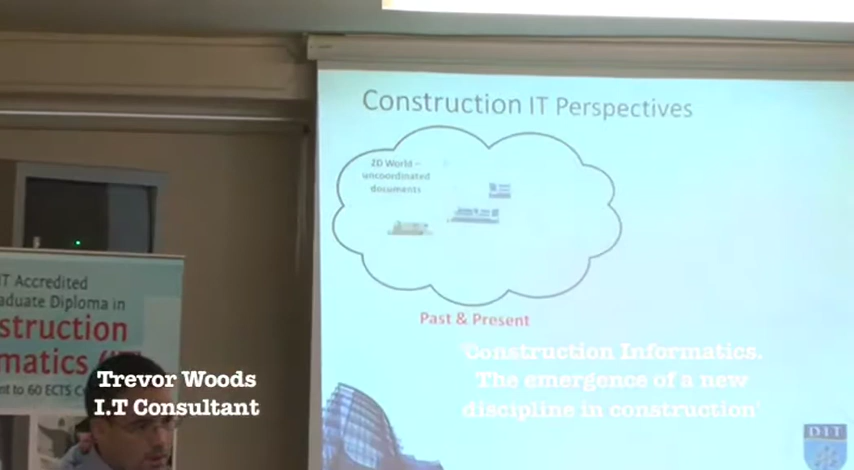 Construction IT Perspectives
2D World –
uncoordinated
documents
Past & Present
IT Accredited
aduate Diploma in
struction
matics
nt to 60 ECTS C
Trevor Woods
I.T Consultant
'Construction Informatics.
The emergence of a new
discipline in construction'
DIT